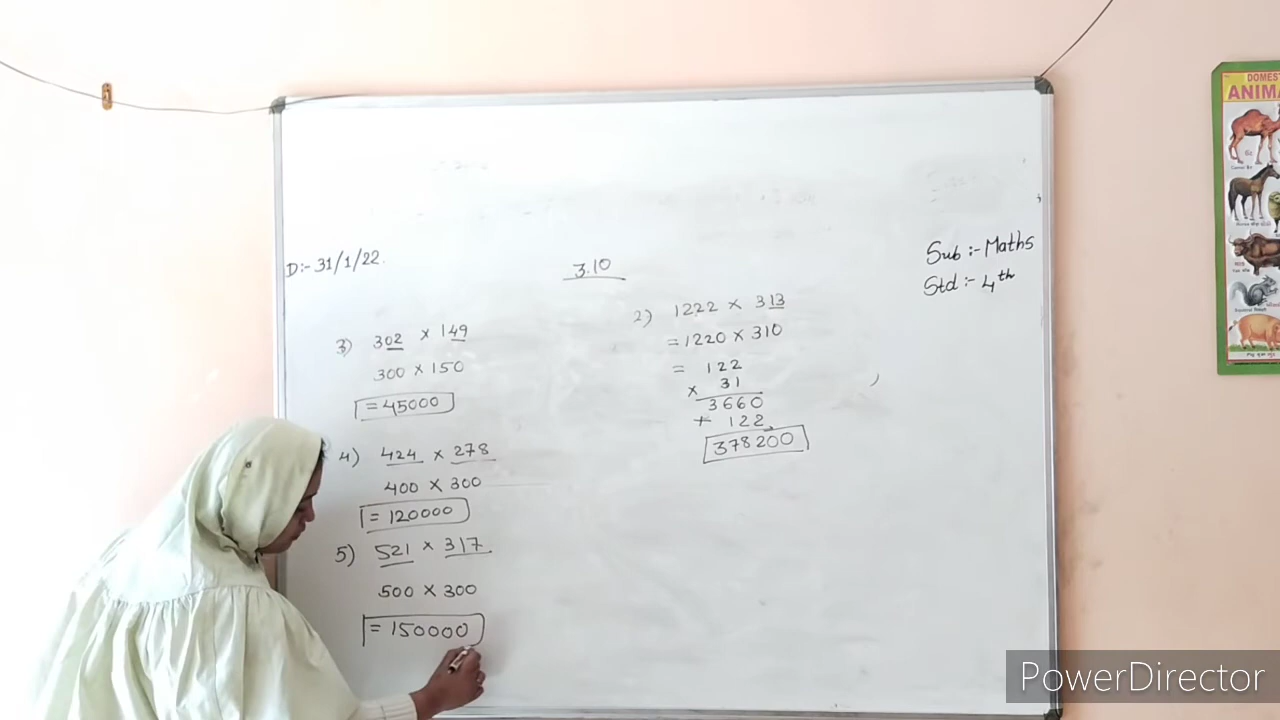 D:- 31/1/22.
3.10
Sub :- Maths
Std :- 4th
3) 302 × 149
300 × 150
= 45000
4) 424 × 278
400 × 300
= 120000
5) 521 × 317
500 × 300
= 150000
2) 1222 × 313
= 1220 × 310
= 122
× 31
3660
+ 122
378200
DOMEST
ANIMA
PowerDirector